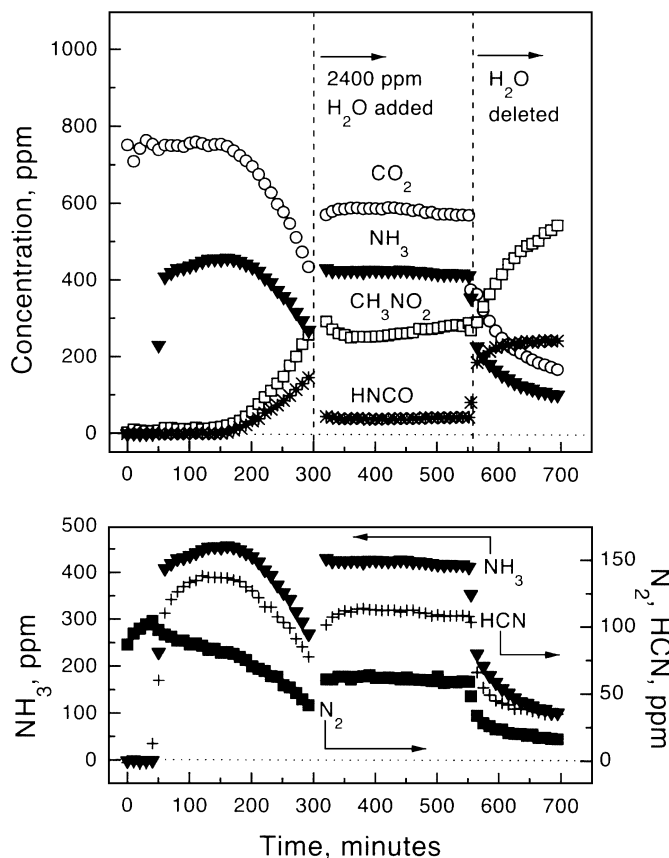 1000
800
600
400
200
0
Concentration, ppm
2400 ppm
H2O added
H2O
deleted
CO2
NH3
CH3NO2
HNCO
0 100 200 300 400 500 600 700
500
400
300
200
100
0
NH3, ppm
150
100
50
0
N2, HCN, ppm
NH3
HCN
N2
0 100 200 300 400 500 600 700
Time, minutes